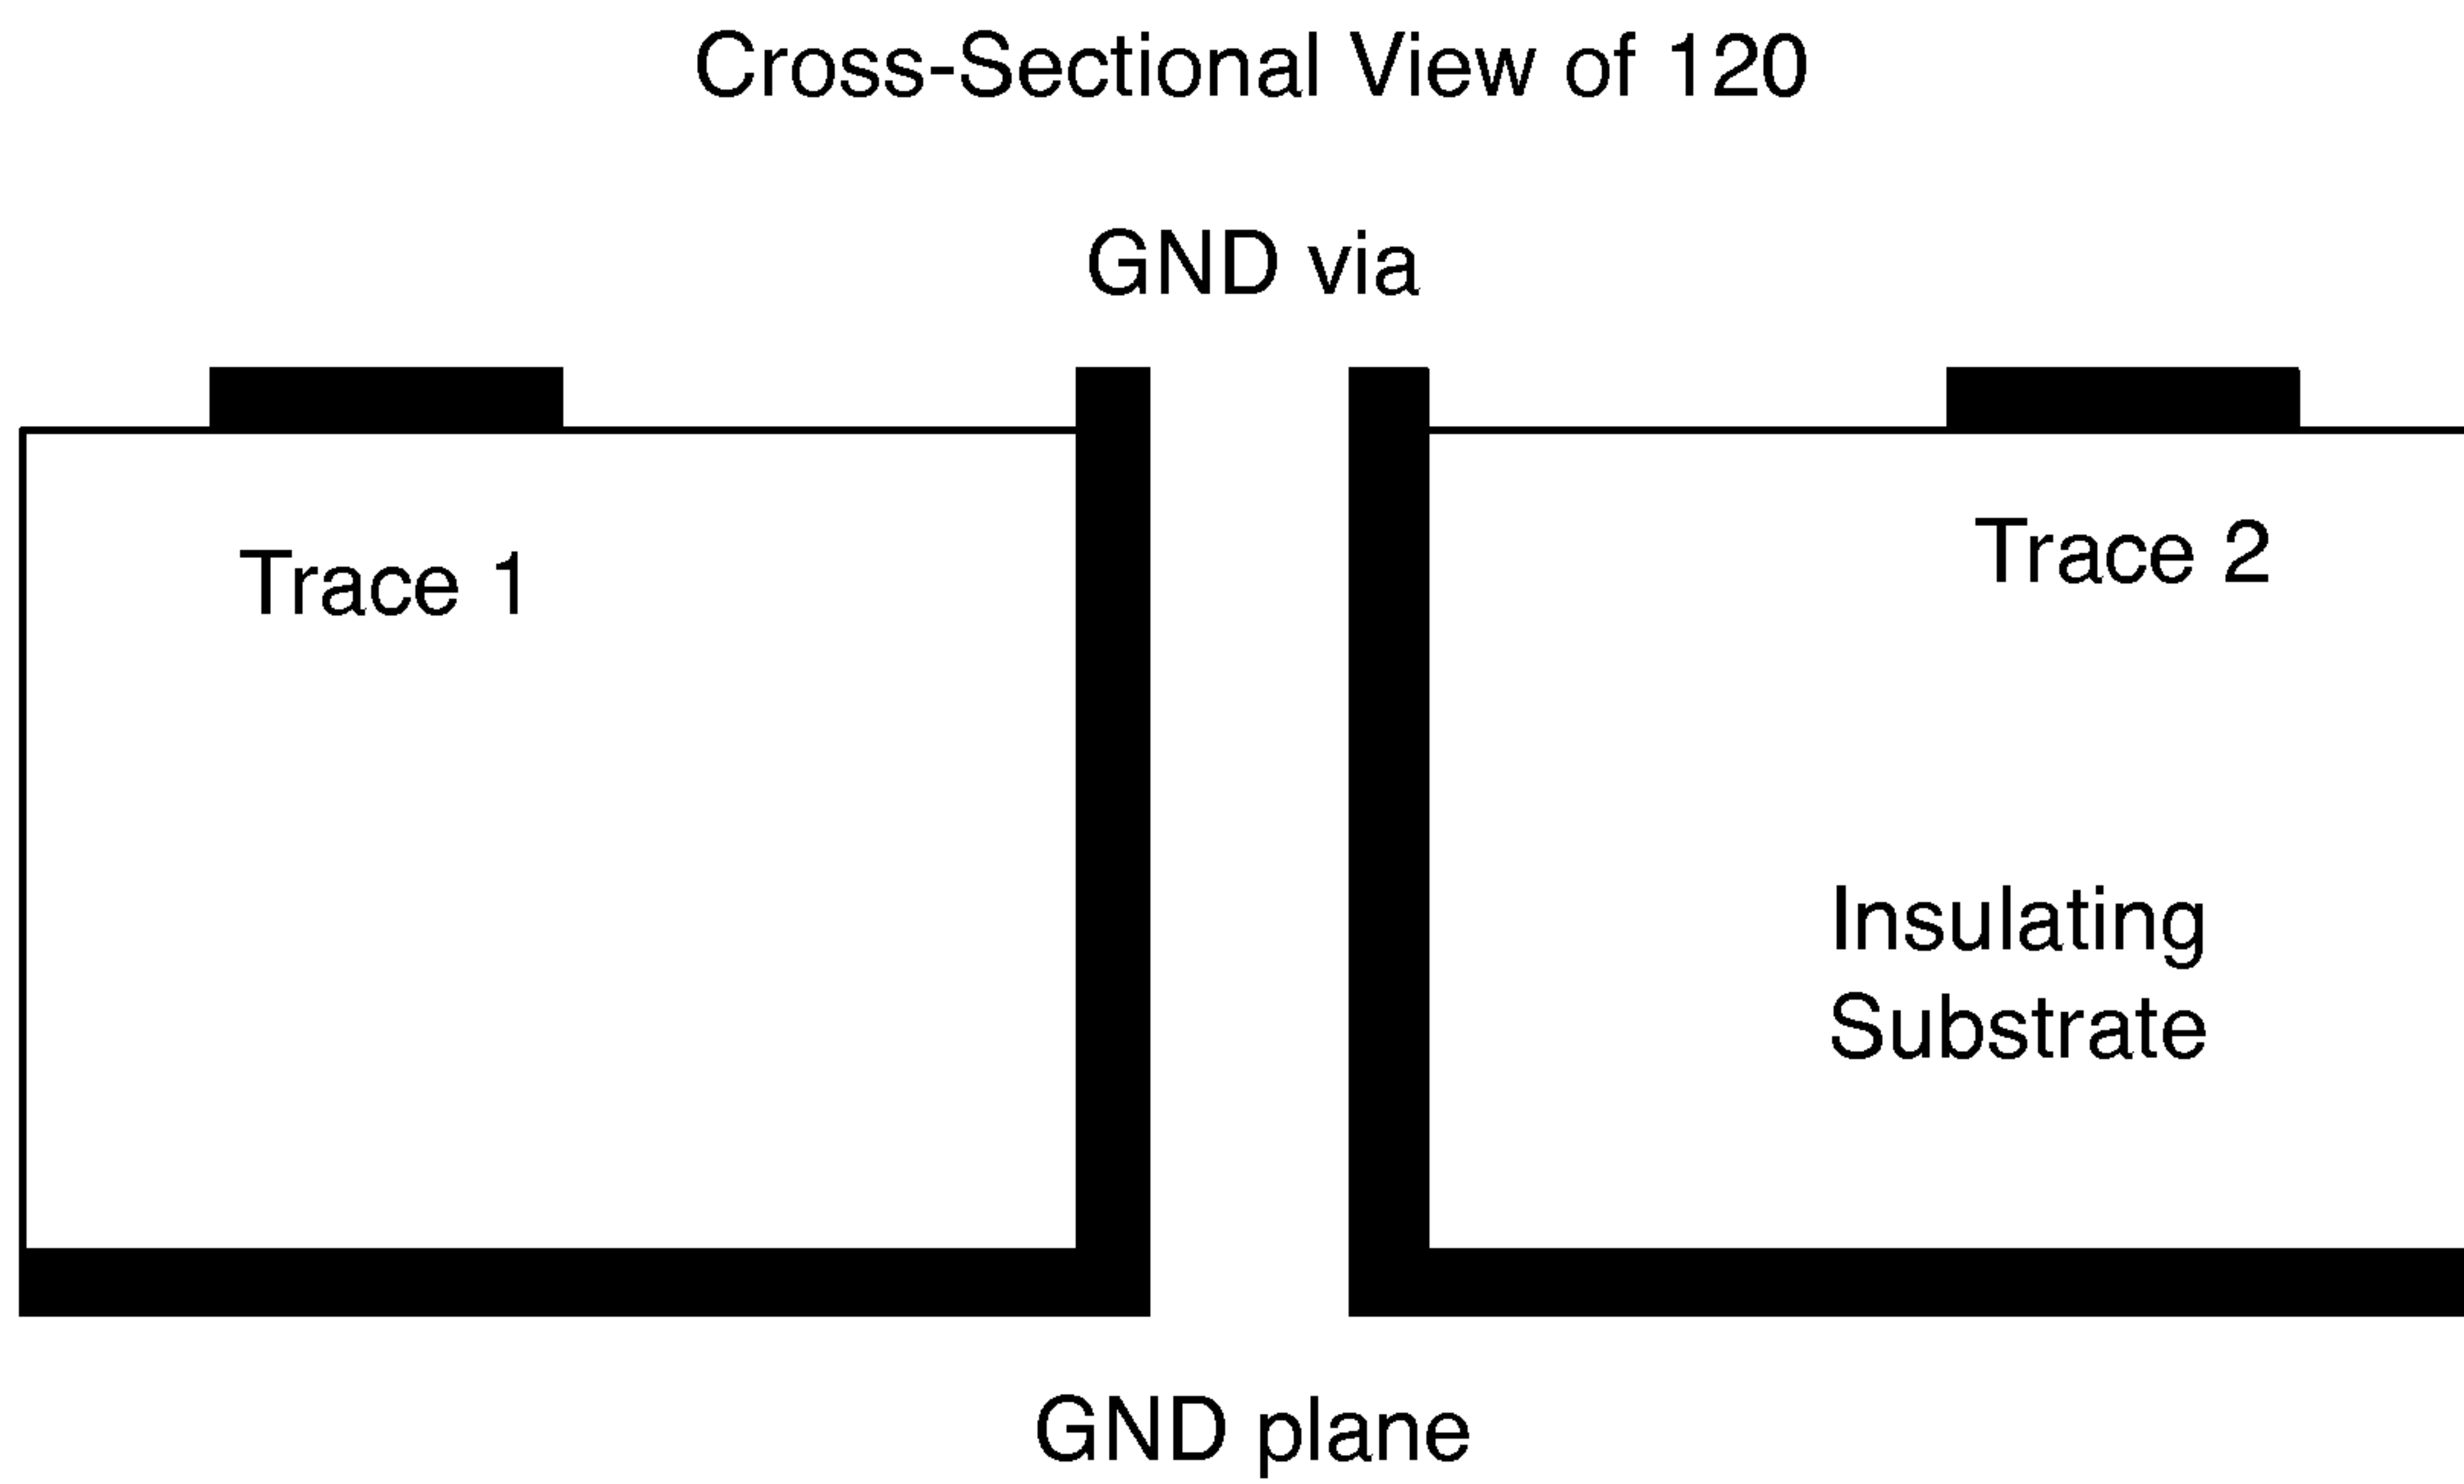 Cross-Sectional View of 120
GND via
Trace 1
Trace 2
Insulating
Substrate
GND plane